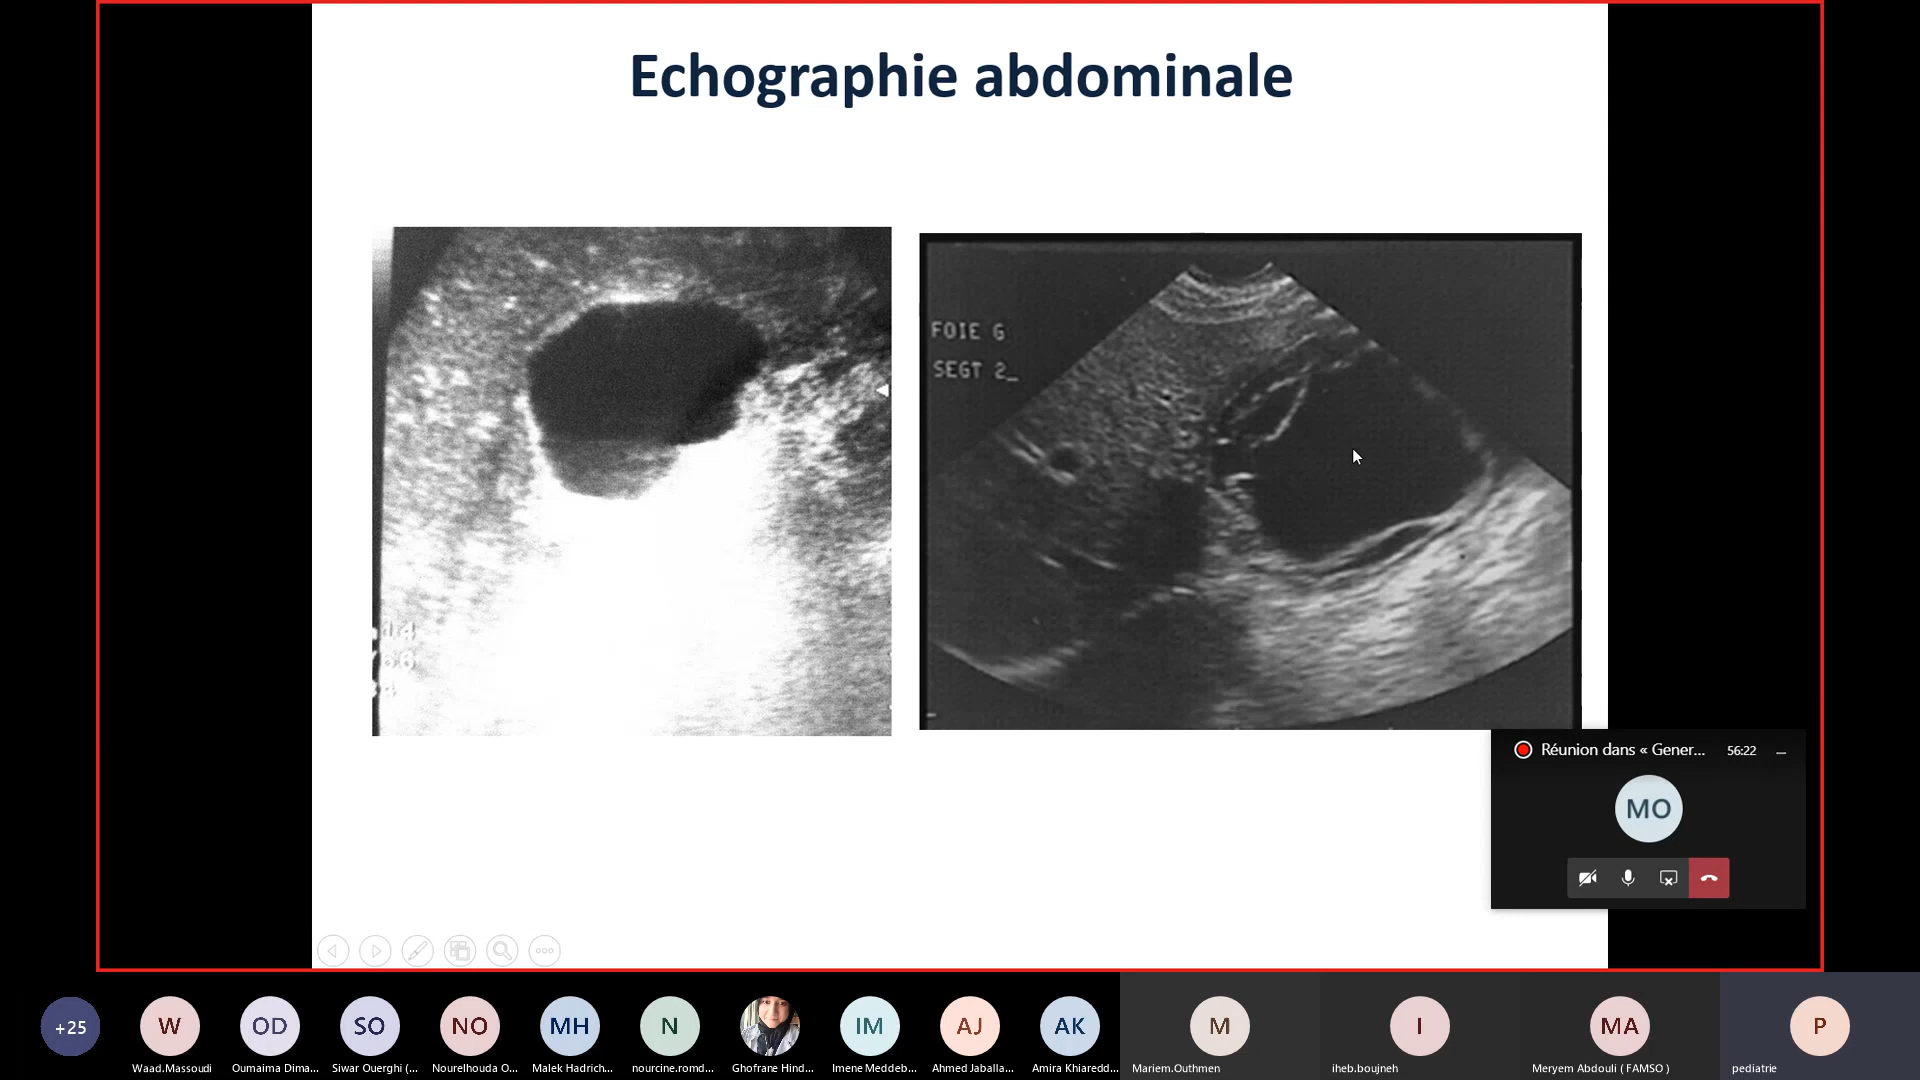 Echographie abdominale
FOIE G
SEGT 2_
Réunion dans « Gener...
56:22
MO
+25
W
OD
SO
NO
MH
N
IM
AJ
AK
M
I
MA
P
Waad.Massoudi
Oumaima Dima...
Siwar Ouerghi (...
Nourelhouda O...
Malek Hadrich...
nourcine.romd...
Ghofrane Hind...
Imene Meddeb...
Ahmed Jaballa...
Amira Khiaredd...
Mariem.Outhmen
iheb.boujneh
Meryem Abdouli ( FAMSO )
pediatrie